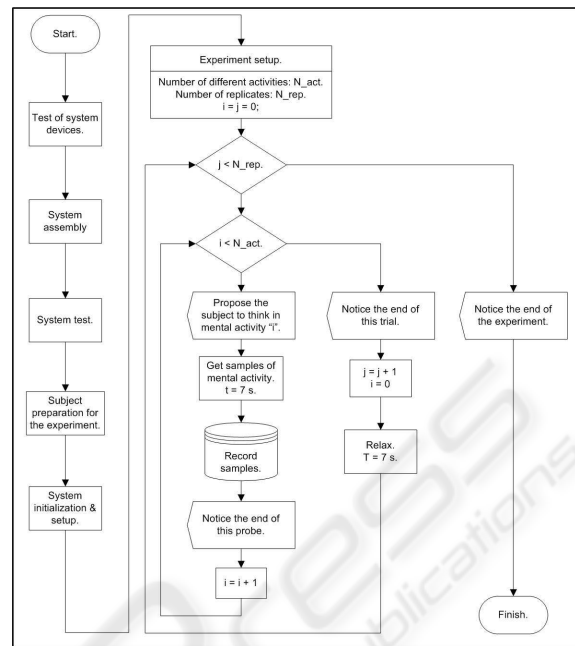 Start.
Test of system
devices.
System
assembly
System test.
Subject
preparation for
the experiment.
System
initialization &
setup.
Experiment setup.
Number of different activities: N_act.
Number of replicates: N_rep.
i = j = 0;
j < N_rep.
i < N_act.
Propose the
subject to think in
mental activity "i".
Get samples of
mental activity.
t = 7 s.
Record
samples.
Notice the end of
this probe.
i = i + 1
Notice the end of
this trial.
j = j + 1
i = 0
Relax.
T = 7 s.
Notice the end of
the experiment.
Finish.